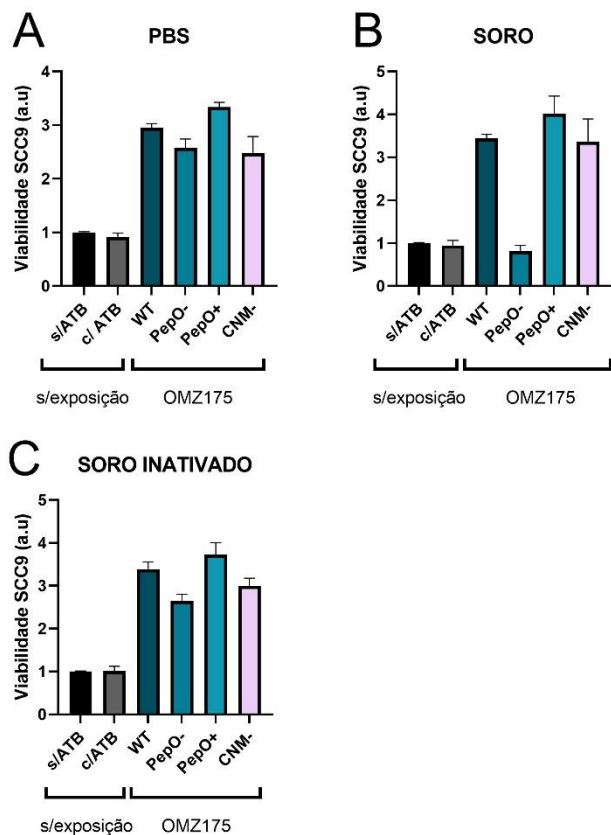 A
PBS
Viabilidade SCC9 (a.u)
4
3
2
1
0
s/ATB
c/ ATB
WT
PepO-
PepO+
CNM-
s/exposição
OMZ175
B
SORO
Viabilidade SCC9 (a.u)
5
4
3
2
1
0
s/ATB
c/ATB
WT
PepO-
PepO+
CNM-
s/exposição
OMZ175
C
SORO INATIVADO
Viabilidade SCC9 (a.u)
5
4
3
2
1
0
s/ATB
c/ATB
WT
PepO-
PepO+
CNM-
s/exposição
OMZ175